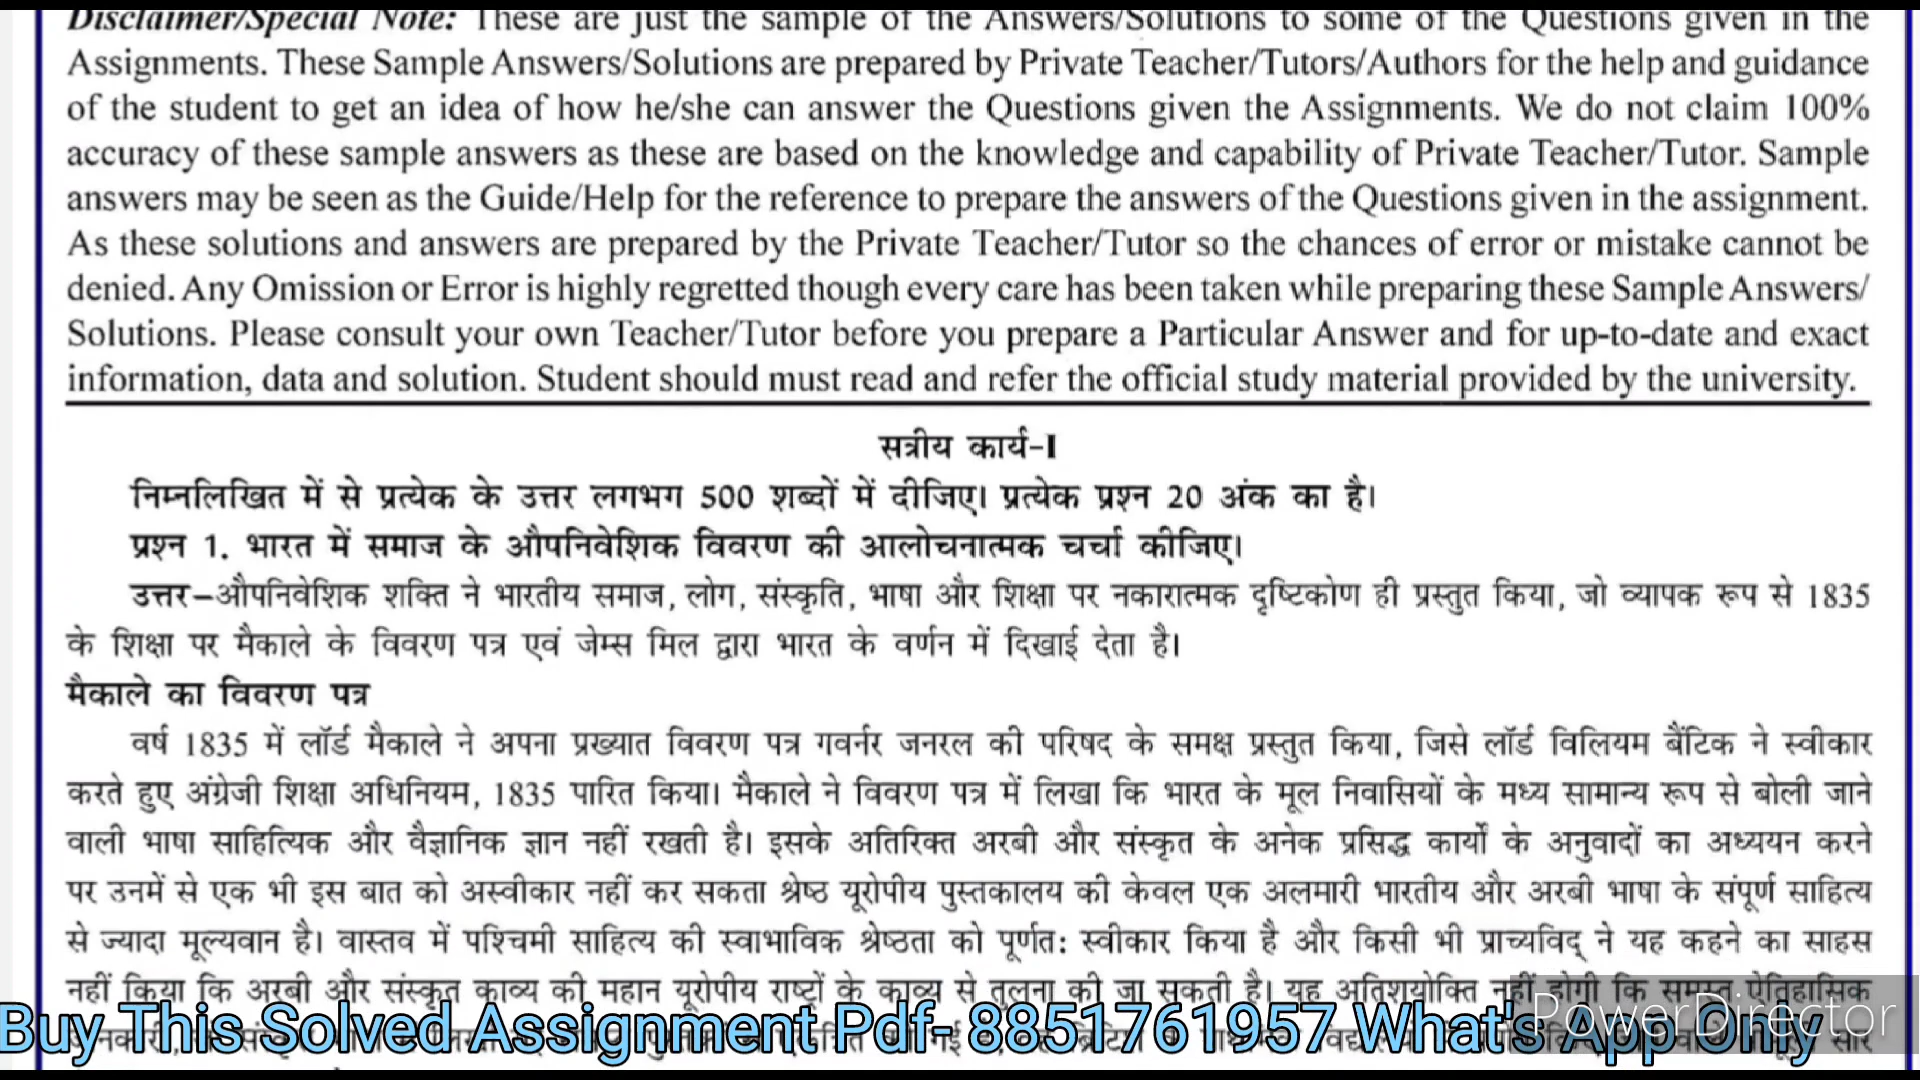 Disclaimer/Special Note: These are just the sample of the Answers/Solutions to some of the Questions given in the
Assignments. These Sample Answers/Solutions are prepared by Private Teacher/Tutors/Authors for the help and guidance
of the student to get an idea of how he/she can answer the Questions given the Assignments. We do not claim 100%
accuracy of these sample answers as these are based on the knowledge and capability of Private Teacher/Tutor. Sample
answers may be seen as the Guide/Help for the reference to prepare the answers of the Questions given in the assignment.
As these solutions and answers are prepared by the Private Teacher/Tutor so the chances of error or mistake cannot be
denied. Any Omission or Error is highly regretted though every care has been taken while preparing these Sample Answers/
Solutions. Please consult your own Teacher/Tutor before you prepare a Particular Answer and for up-to-date and exact
information, data and solution. Student should must read and refer the official study material provided by the university.
सत्रीय कार्य-I
निम्नलिखित में से प्रत्येक के उत्तर लगभग 500 शब्दों में दीजिए। प्रत्येक प्रश्न 20 अंक का है।
प्रश्न 1. भारत में समाज के औपनिवेशिक विवरण की आलोचनात्मक चर्चा कीजिए।
उत्तर–औपनिवेशिक शक्ति ने भारतीय समाज, लोग, संस्कृति, भाषा और शिक्षा पर नकारात्मक दृष्टिकोण ही प्रस्तुत किया, जो व्यापक रूप से 1835
के शिक्षा पर मैकाले के विवरण पत्र एवं जेम्स मिल द्वारा भारत के वर्णन में दिखाई देता है।
मैकाले का विवरण पत्र
वर्ष 1835 में लॉर्ड मैकाले ने अपना प्रख्यात विवरण पत्र गवर्नर जनरल की परिषद के समक्ष प्रस्तुत किया, जिसे लॉर्ड विलियम बैंटिक ने स्वीकार
करते हुए अंग्रेजी शिक्षा अधिनियम, 1835 पारित किया। मैकाले ने विवरण पत्र में लिखा कि भारत के मूल निवासियों के मध्य सामान्य रूप से बोली जाने
वाली भाषा साहित्यिक और वैज्ञानिक ज्ञान नहीं रखती है। इसके अतिरिक्त अरबी और संस्कृत के अनेक प्रसिद्ध कार्यों के अनुवादों का अध्ययन करने
पर उनमें से एक भी इस बात को अस्वीकार नहीं कर सकता श्रेष्ठ यूरोपीय पुस्तकालय की केवल एक अलमारी भारतीय और अरबी भाषा के संपूर्ण साहित्य
से ज्यादा मूल्यवान है। वास्तव में पश्चिमी साहित्य की स्वाभाविक श्रेष्ठता को पूर्णत: स्वीकार किया है और किसी भी प्राच्यविद् ने यह कहने का साहस
नहीं किया कि अरबी और संस्कृत काव्य की महान यूरोपीय राष्ट्रों के काव्य से तुलना की जा सकती है। यह अतिशयोक्ति नहीं होगी कि समस्त ऐतिहासिक
Buy This Solved Assignment Pdf- 8851761957 What's App Only
PowerDirector